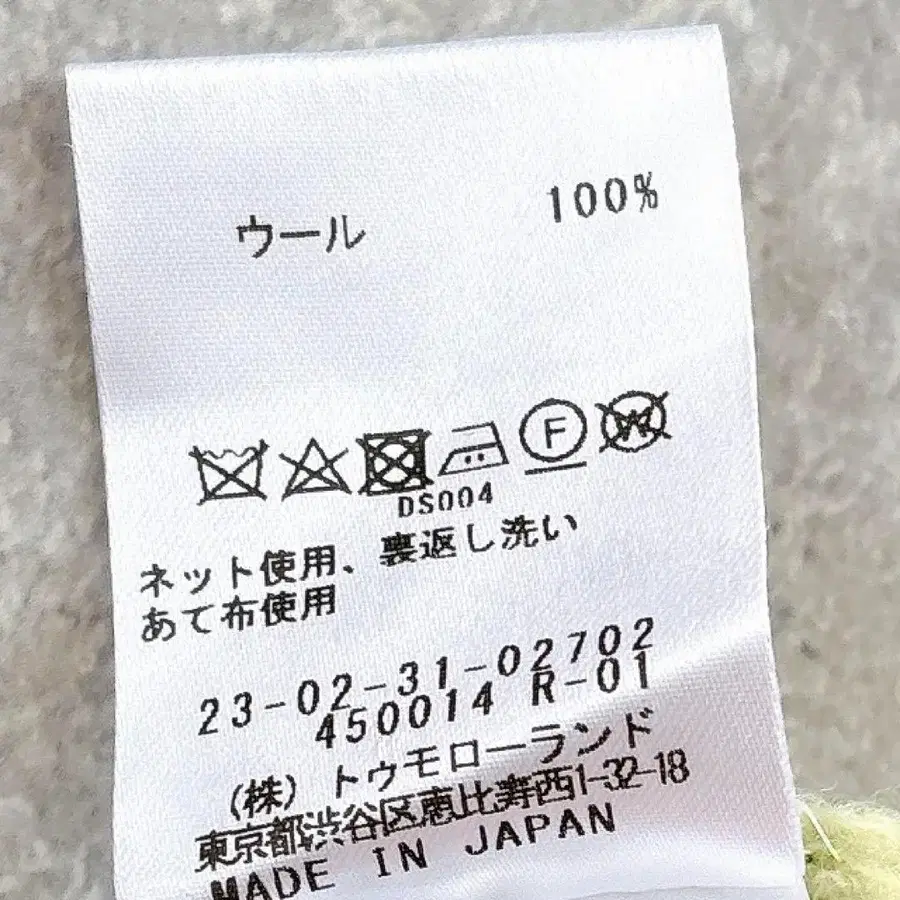 ウール 100%
F W
DS004
ネット使用、裏返し洗い
あて布使用
23-02-31-02702
450014 R-01
(株) トゥモローランド
東京都渋谷区恵比寿西1-32-18
MADE IN JAPAN